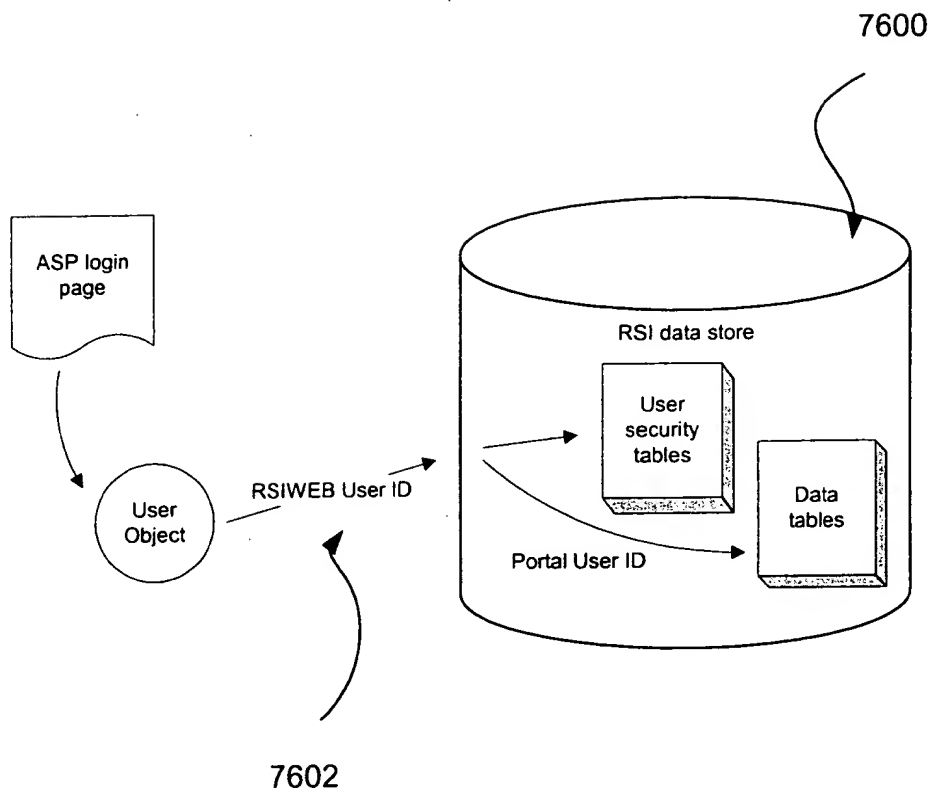 7600
ASP login
page
RSI data store
User
security
tables
RSIWEB User ID
User
Object
Data
tables
Portal User ID
7602